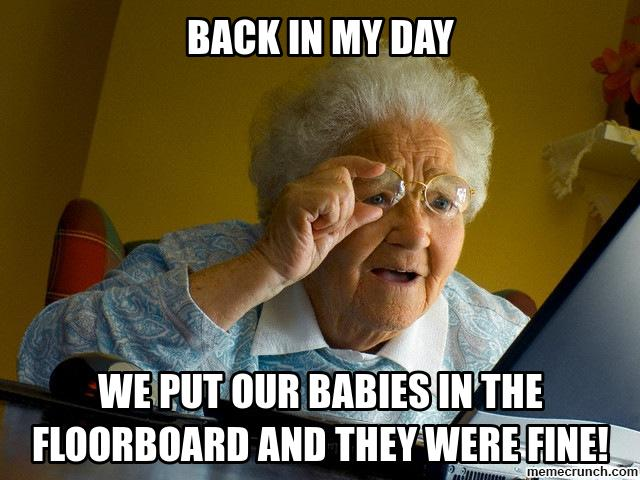 BACK IN MY DAY
WE PUT OUR BABIES IN THE
FLOORBOARD AND THEY WERE FINE!
memecrunch.com